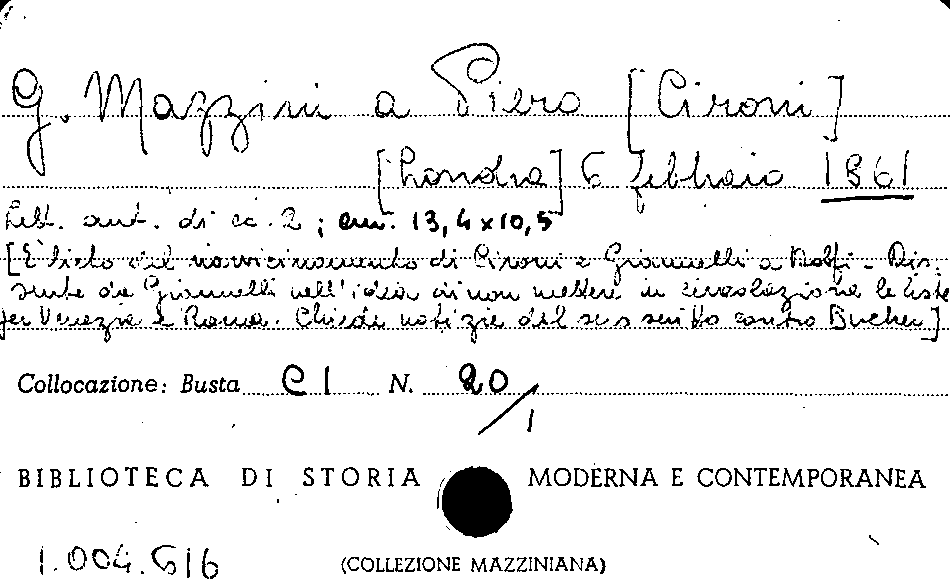 G. Mazzini a Piero [Cironi]
[Londra] 6 febbraio 1861
Lett. aut. di cc. 2 ; cm. 13,4 x 10,5
[È lieto del riavvicinamento di Cironi e Giannelli a Dolfi - Dis-
sente da Giannelli nell'idea di non mettere in circolazione le liste
per Venezia e Roma. Chiede notizie del suo scritto contro Bucher]
Collocazione: Busta C I N. 20/1
BIBLIOTECA DI STORIA MODERNA E CONTEMPORANEA
1.004.616 (COLLEZIONE MAZZINIANA)